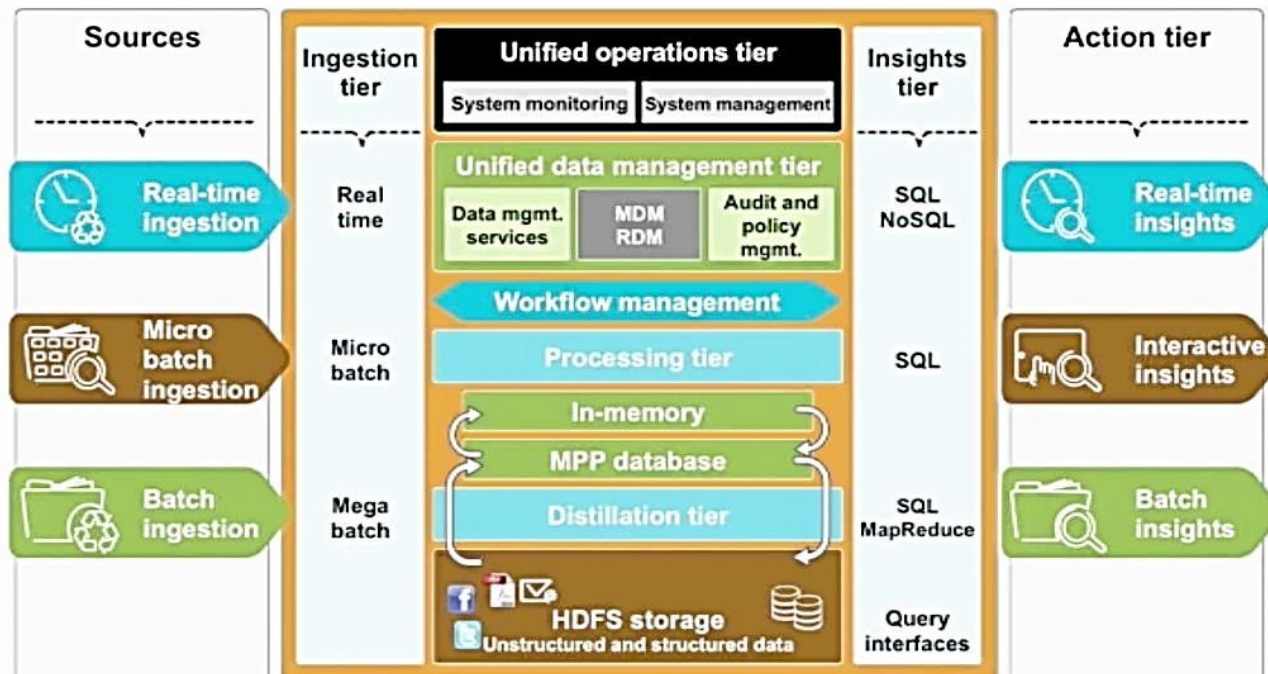 Sources
Real-time
ingestion
Micro
batch
ingestion
Batch
ingestion
Ingestion
tier
Real
time
Micro
batch
Mega
batch
Unified operations tier
System monitoring
System management
Unified data management tier
Data mgmt.
services
MDM
RDM
Audit and
policy
mgmt.
Workflow management
Processing tier
In-memory
MPP database
Distillation tier
HDFS storage
Unstructured and structured data
Insights
tier
SQL
NoSQL
SQL
SQL
MapReduce
Query
interfaces
Action tier
Real-time
insights
Interactive
insights
Batch
insights